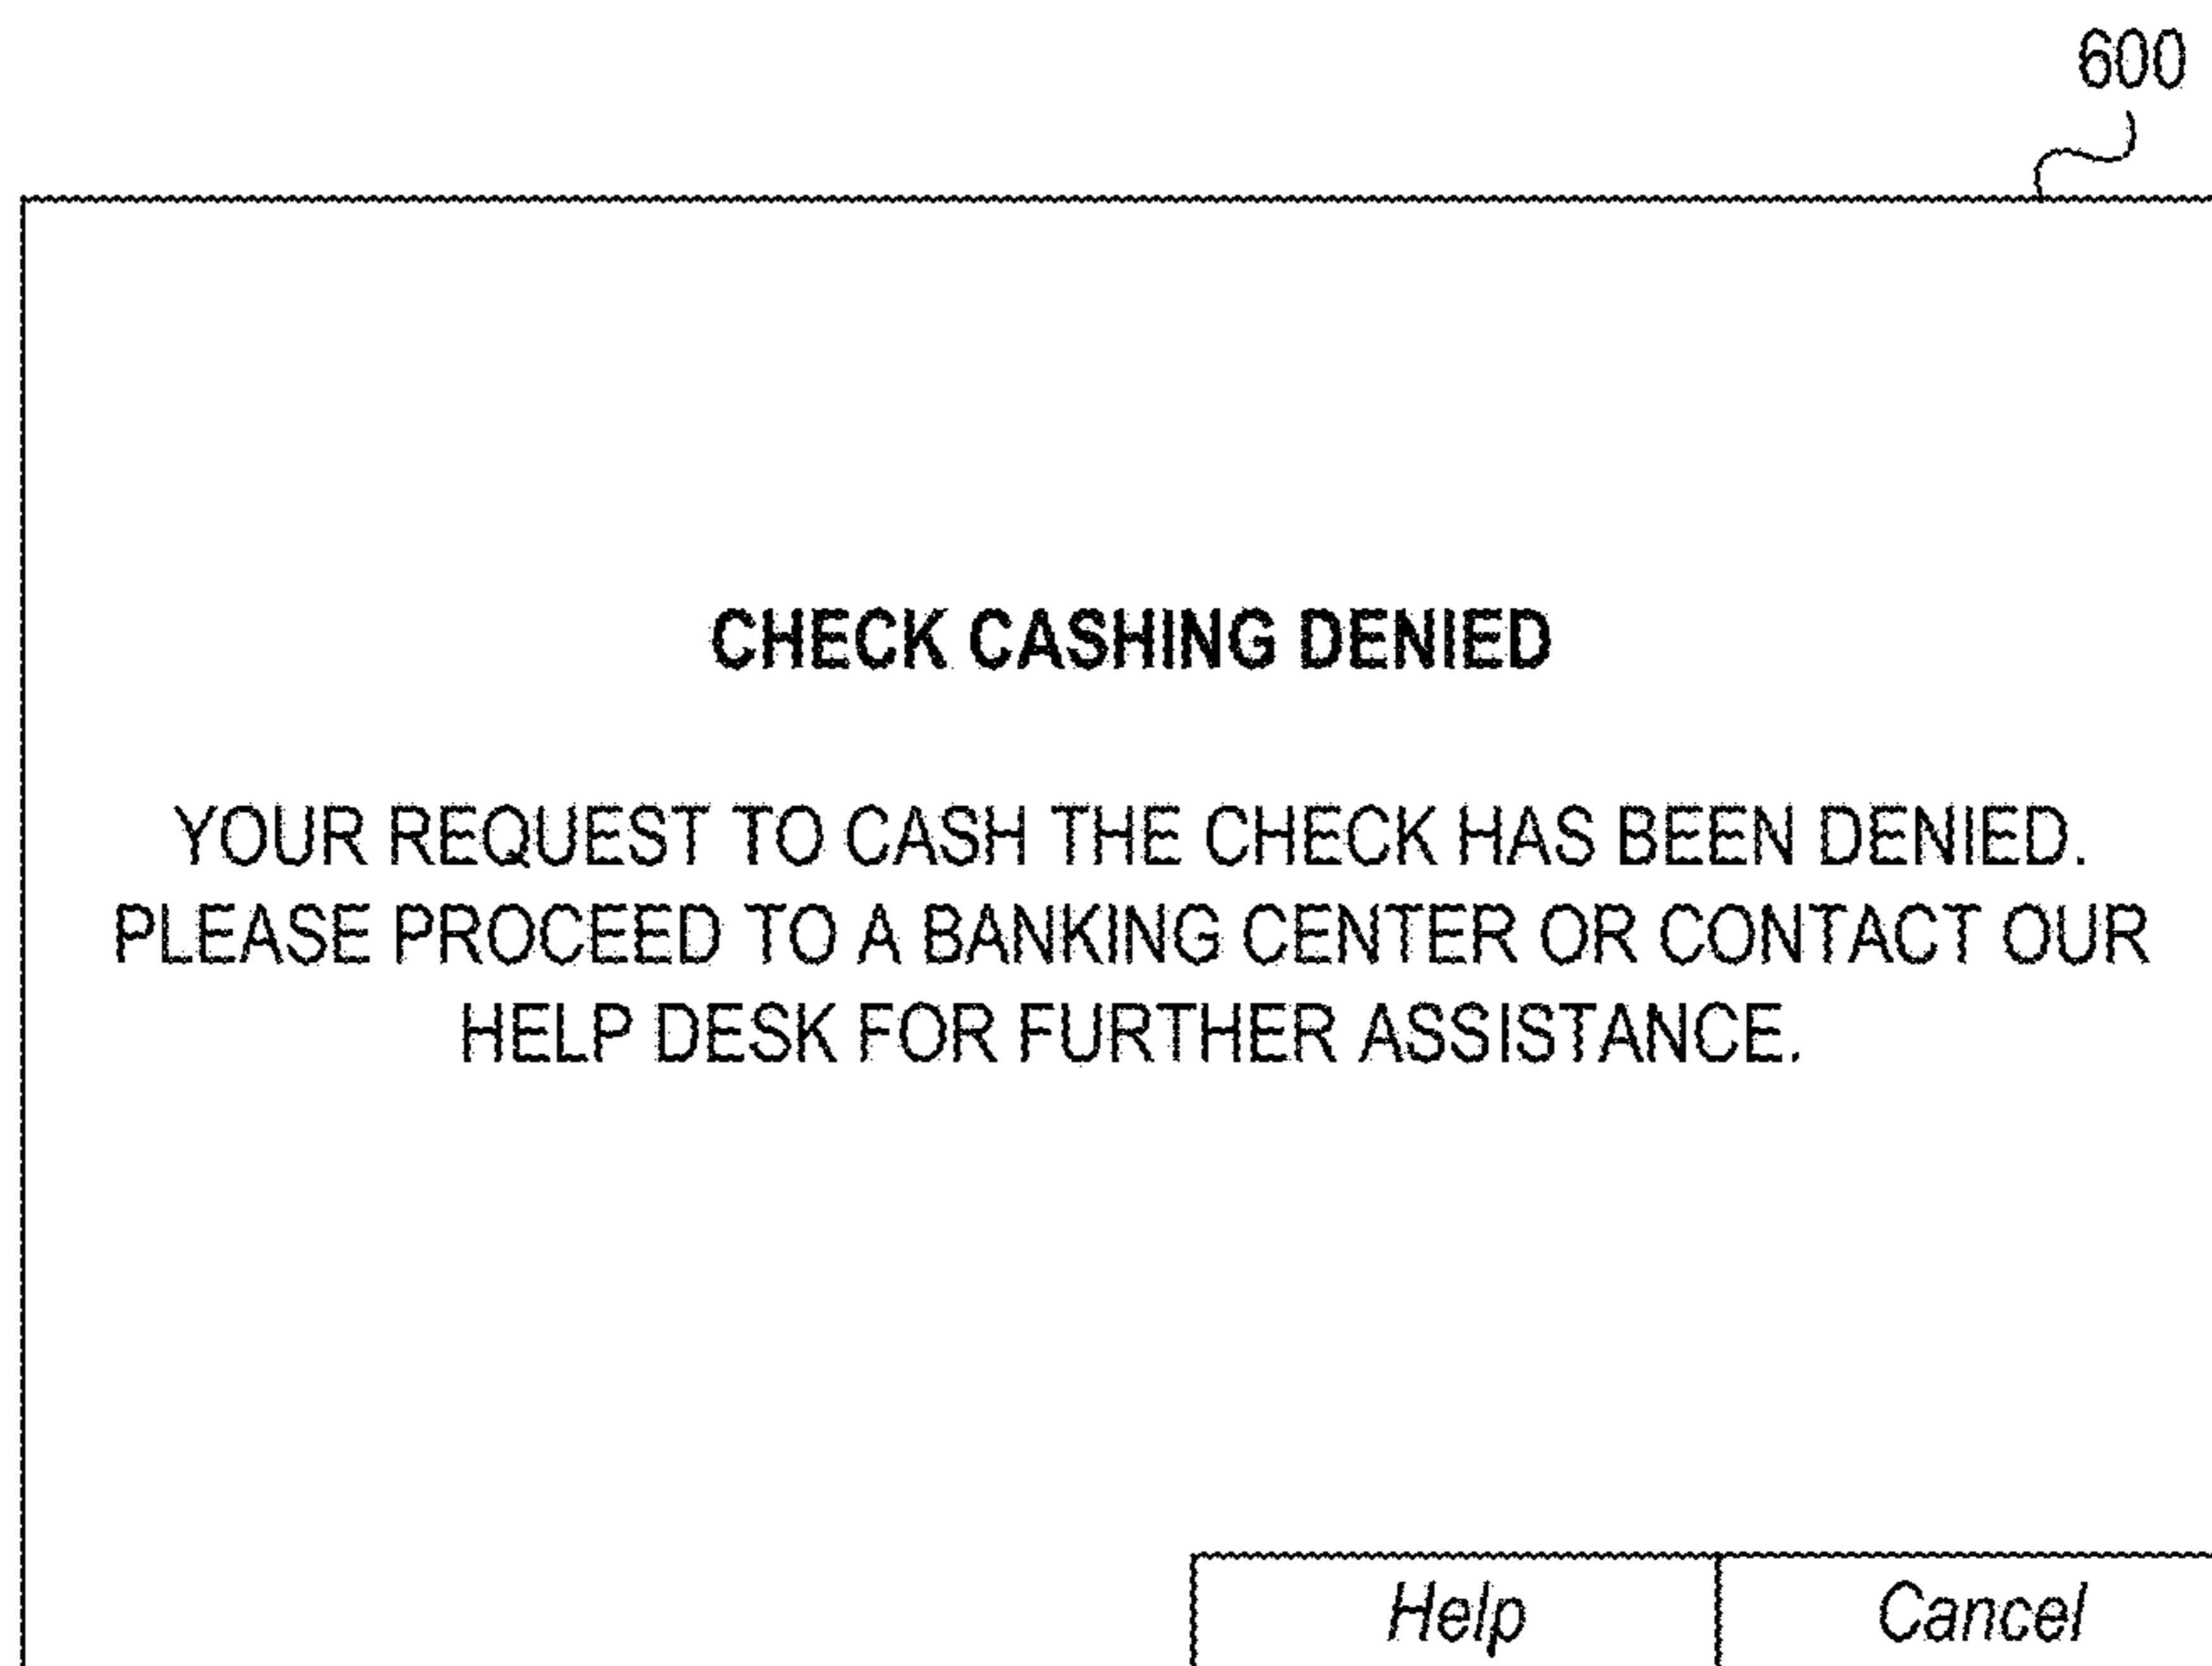 600
CHECK CASHING DENIED
YOUR REQUEST TO CASH THE CHECK HAS BEEN DENIED.
PLEASE PROCEED TO A BANKING CENTER OR CONTACT OUR
HELP DESK FOR FURTHER ASSISTANCE.
Help Cancel